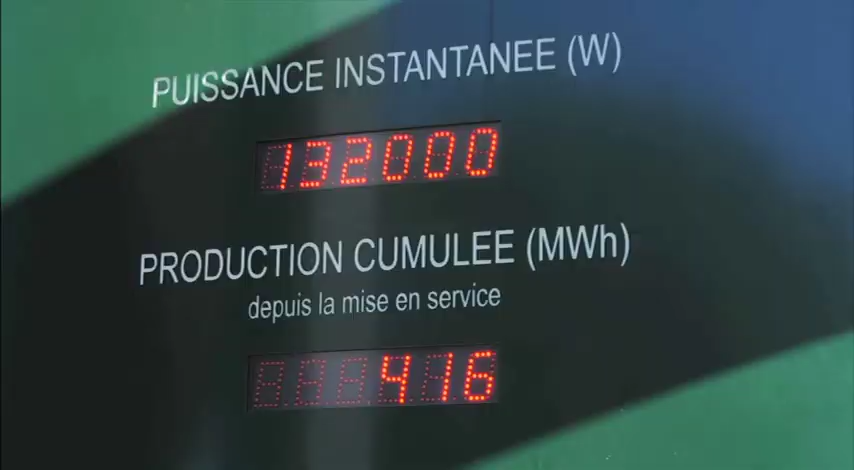 PUISSANCE INSTANTANEE (W)
132000
PRODUCTION CUMULEE (MWh)
depuis la mise en service
416